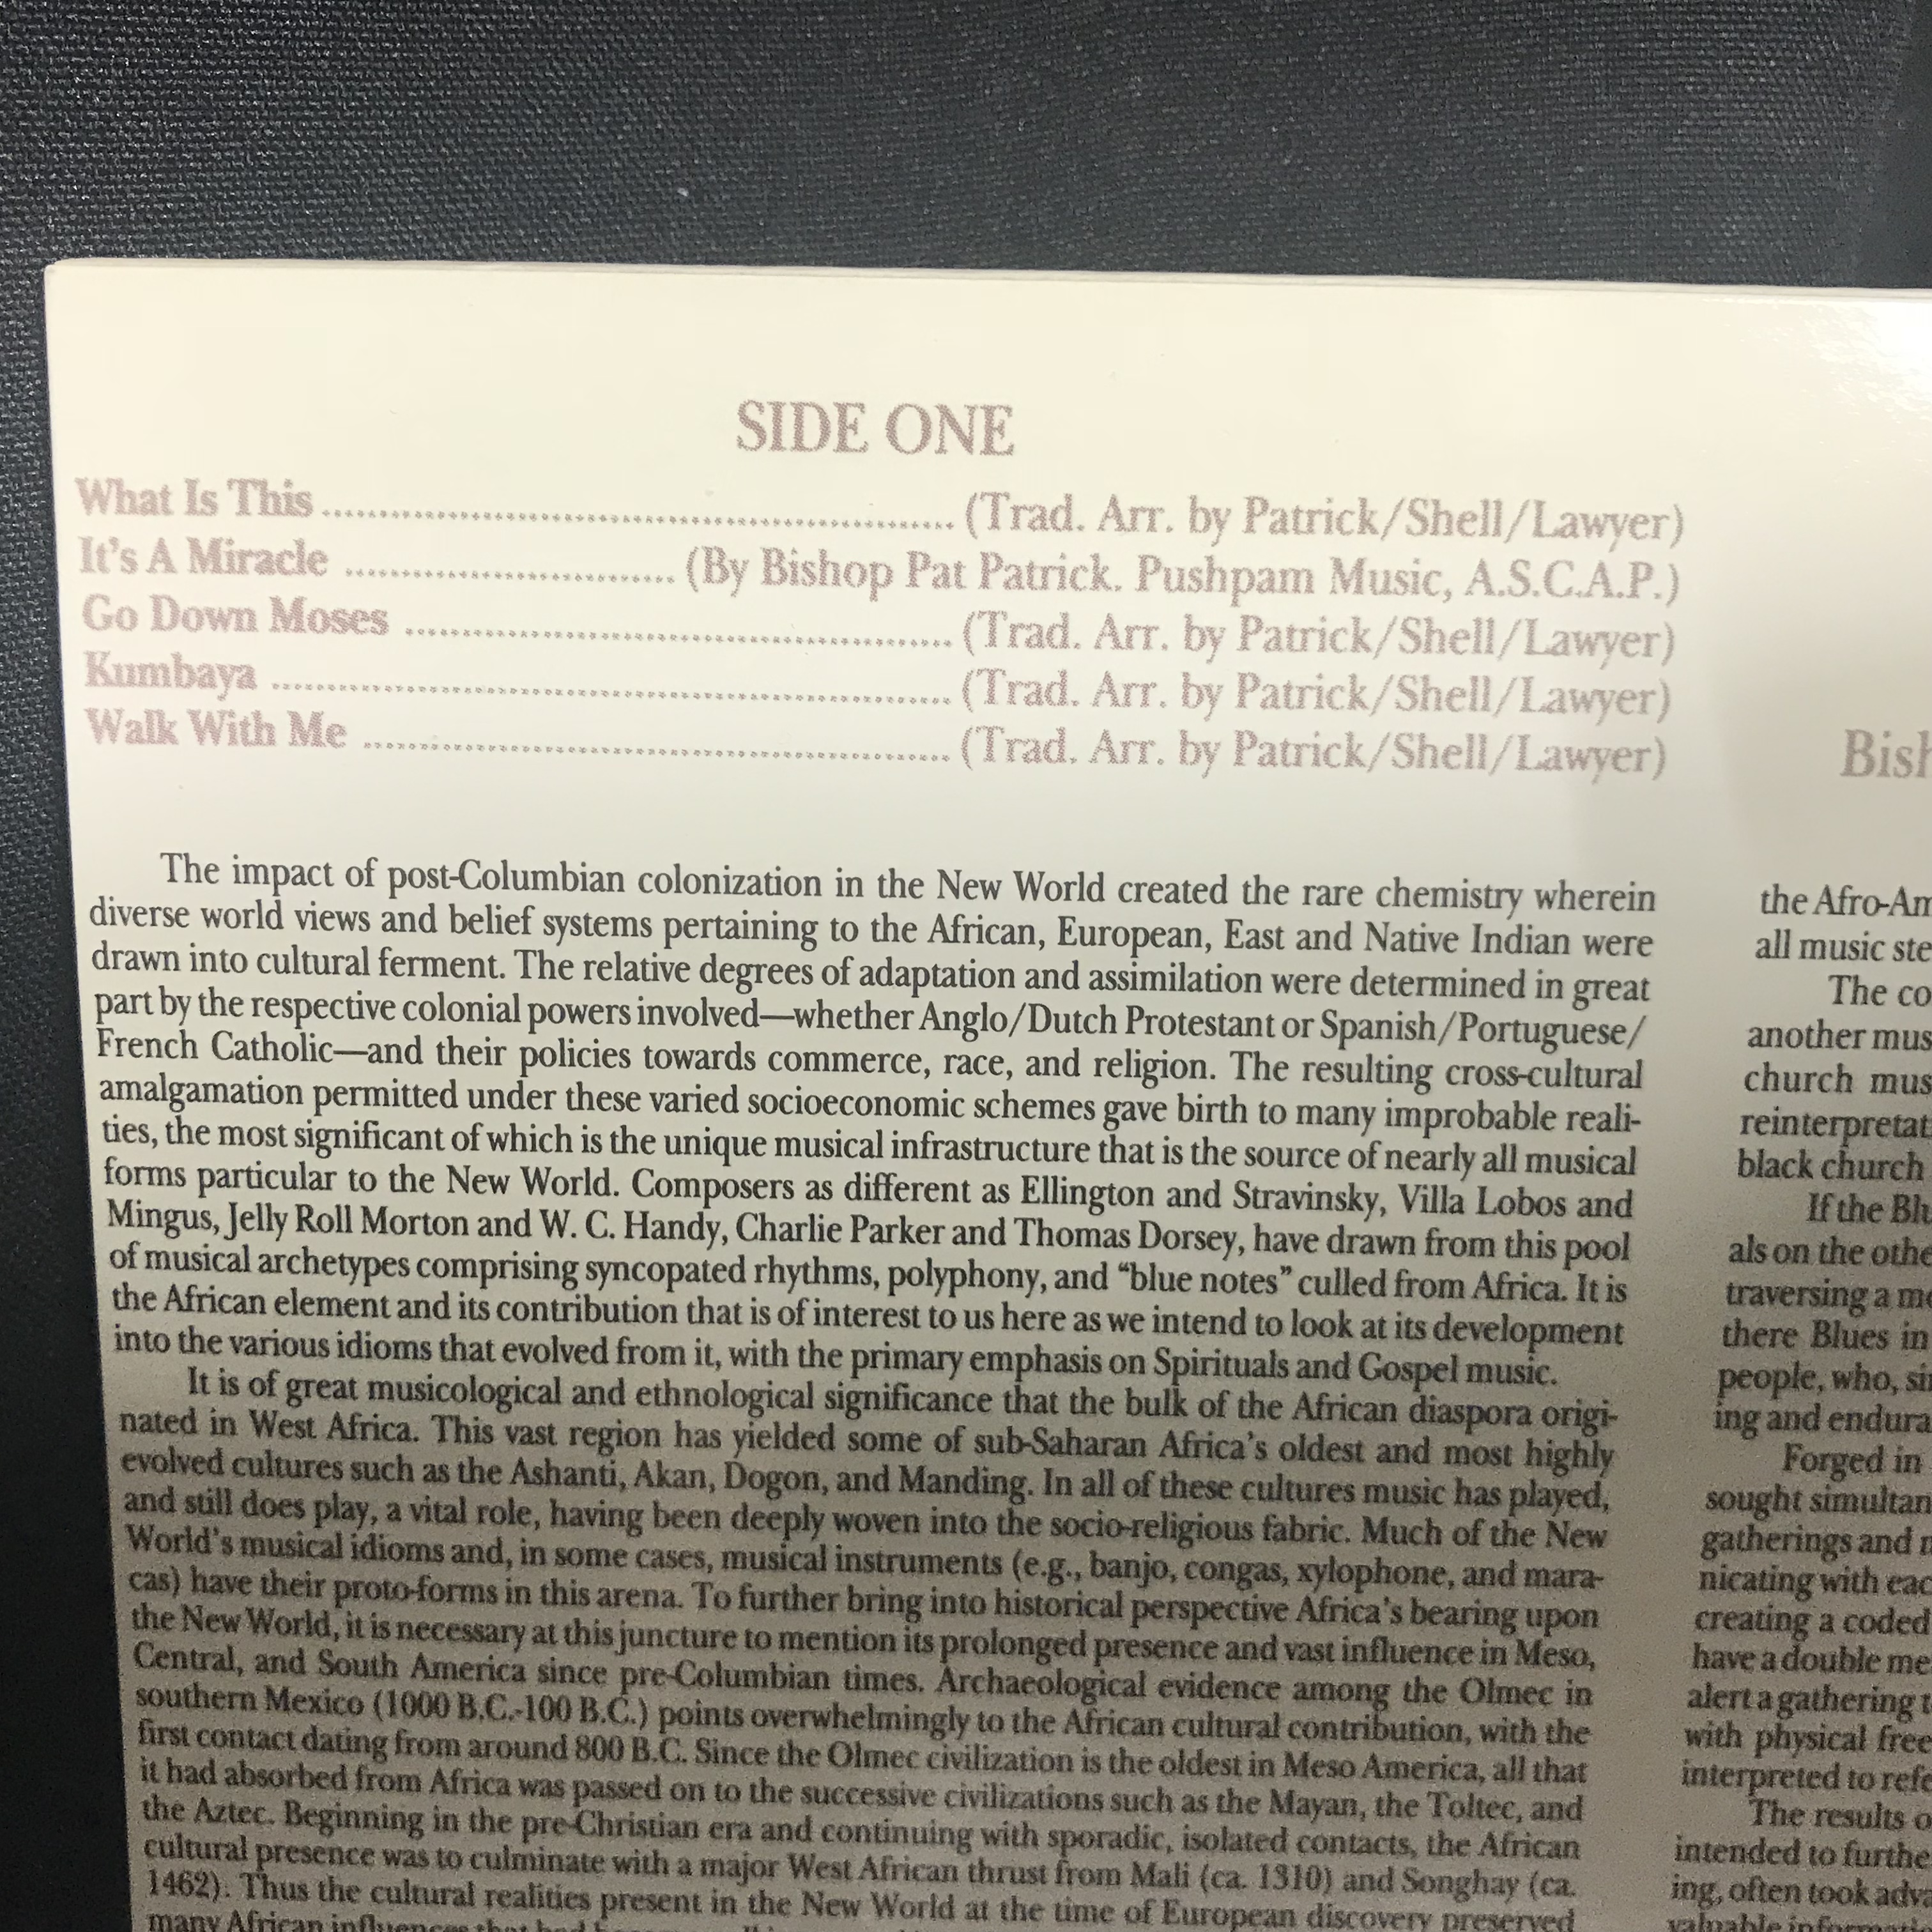 SIDE ONE
What Is This ........................................................ (Trad. Arr. by Patrick/Shell/Lawyer)
It's A Miracle .............................. (By Bishop Pat Patrick. Pushpam Music, A.S.C.A.P.)
Go Down Moses ................................................ (Trad. Arr. by Patrick/Shell/Lawyer)
Kumbaya ............................................................ (Trad. Arr. by Patrick/Shell/Lawyer)
Walk With Me .................................................... (Trad. Arr. by Patrick/Shell/Lawyer)
The impact of post-Columbian colonization in the New World created the rare chemistry wherein
diverse world views and belief systems pertaining to the African, European, East and Native Indian were
drawn into cultural ferment. The relative degrees of adaptation and assimilation were determined in great
part by the respective colonial powers involved—whether Anglo/Dutch Protestant or Spanish/Portuguese/
French Catholic—and their policies towards commerce, race, and religion. The resulting cross-cultural
amalgamation permitted under these varied socioeconomic schemes gave birth to many improbable reali-
ties, the most significant of which is the unique musical infrastructure that is the source of nearly all musical
forms particular to the New World. Composers as different as Ellington and Stravinsky, Villa Lobos and
Mingus, Jelly Roll Morton and W. C. Handy, Charlie Parker and Thomas Dorsey, have drawn from this pool
of musical archetypes comprising syncopated rhythms, polyphony, and “blue notes” culled from Africa. It is
the African element and its contribution that is of interest to us here as we intend to look at its development
into the various idioms that evolved from it, with the primary emphasis on Spirituals and Gospel music.
It is of great musicological and ethnological significance that the bulk of the African diaspora origi-
nated in West Africa. This vast region has yielded some of sub-Saharan Africa's oldest and most highly
evolved cultures such as the Ashanti, Akan, Dogon, and Manding. In all of these cultures music has played,
and still does play, a vital role, having been deeply woven into the socio-religious fabric. Much of the New
World's musical idioms and, in some cases, musical instruments (e.g., banjo, congas, xylophone, and mara-
cas) have their proto-forms in this arena. To further bring into historical perspective Africa's bearing upon
the New World, it is necessary at this juncture to mention its prolonged presence and vast influence in Meso,
Central, and South America since pre-Columbian times. Archaeological evidence among the Olmec in
southern Mexico (1000 B.C.-100 B.C.) points overwhelmingly to the African cultural contribution, with the
first contact dating from around 800 B.C. Since the Olmec civilization is the oldest in Meso America, all that
it had absorbed from Africa was passed on to the successive civilizations such as the Mayan, the Toltec, and
the Aztec. Beginning in the pre-Christian era and continuing with sporadic, isolated contacts, the African
cultural presence was to culminate with a major West African thrust from Mali (ca. 1310) and Songhay (ca.
1462). Thus the cultural realities present in the New World at the time of European discovery preserved
many African influences that had
Bish
the Afro-Am
all music ste
The co
another mus
church mus
reinterpretat
black church
If the Blu
als on the othe
traversing a me
there Blues in
people, who, si
ing and endura
Forged in
sought simultan
gatherings and
nicating with eac
creating a coded
have a double me
alert a gathering t
with physical free
interpreted to refe
The results o
intended to furthe
ing, often took adva
valuable inform